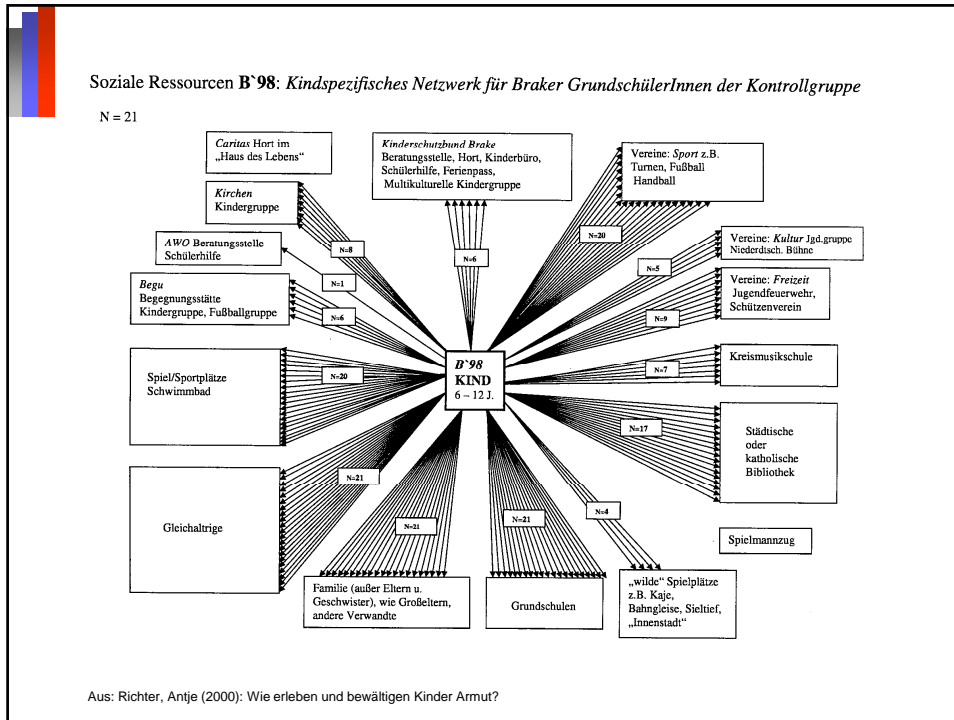 Soziale Ressourcen B`98: Kindspezifisches Netzwerk für Braker GrundschülerInnen der Kontrollgruppe
N = 21
Caritas Hort im
„Haus des Lebens“
Kirchen
Kindergruppe
AWO Beratungsstelle
Schülerhilfe
Begu
Begegnungsstätte
Kindergruppe, Fußballgruppe
Spiel/Sportplätze
Schwimmbad
Gleichaltrige
Kinderschutzbund Brake
Beratungsstelle, Hort, Kinderbüro,
Schülerhilfe, Ferienpass,
Multikulturelle Kindergruppe
Vereine: Sport z.B.
Turnen, Fußball
Handball
Vereine: Kultur Jgd.gruppe
Niederdtsch. Bühne
Vereine: Freizeit
Jugendfeuerwehr,
Schützenverein
Kreismusikschule
Städtische
oder
katholische
Bibliothek
Spielmannzug
N=8
N=1
N=6
N=20
N=21
N=6
N=20
N=5
N=9
N=7
N=17
N=4
N=21
N=21
B`98
KIND
6 – 12 J.
Familie (außer Eltern u.
Geschwister), wie Großeltern,
andere Verwandte
Grundschulen
„wilde“ Spielplätze
z.B. Kaje,
Bahngleise, Sieltief,
„Innenstadt“
Aus: Richter, Antje (2000): Wie erleben und bewältigen Kinder Armut?